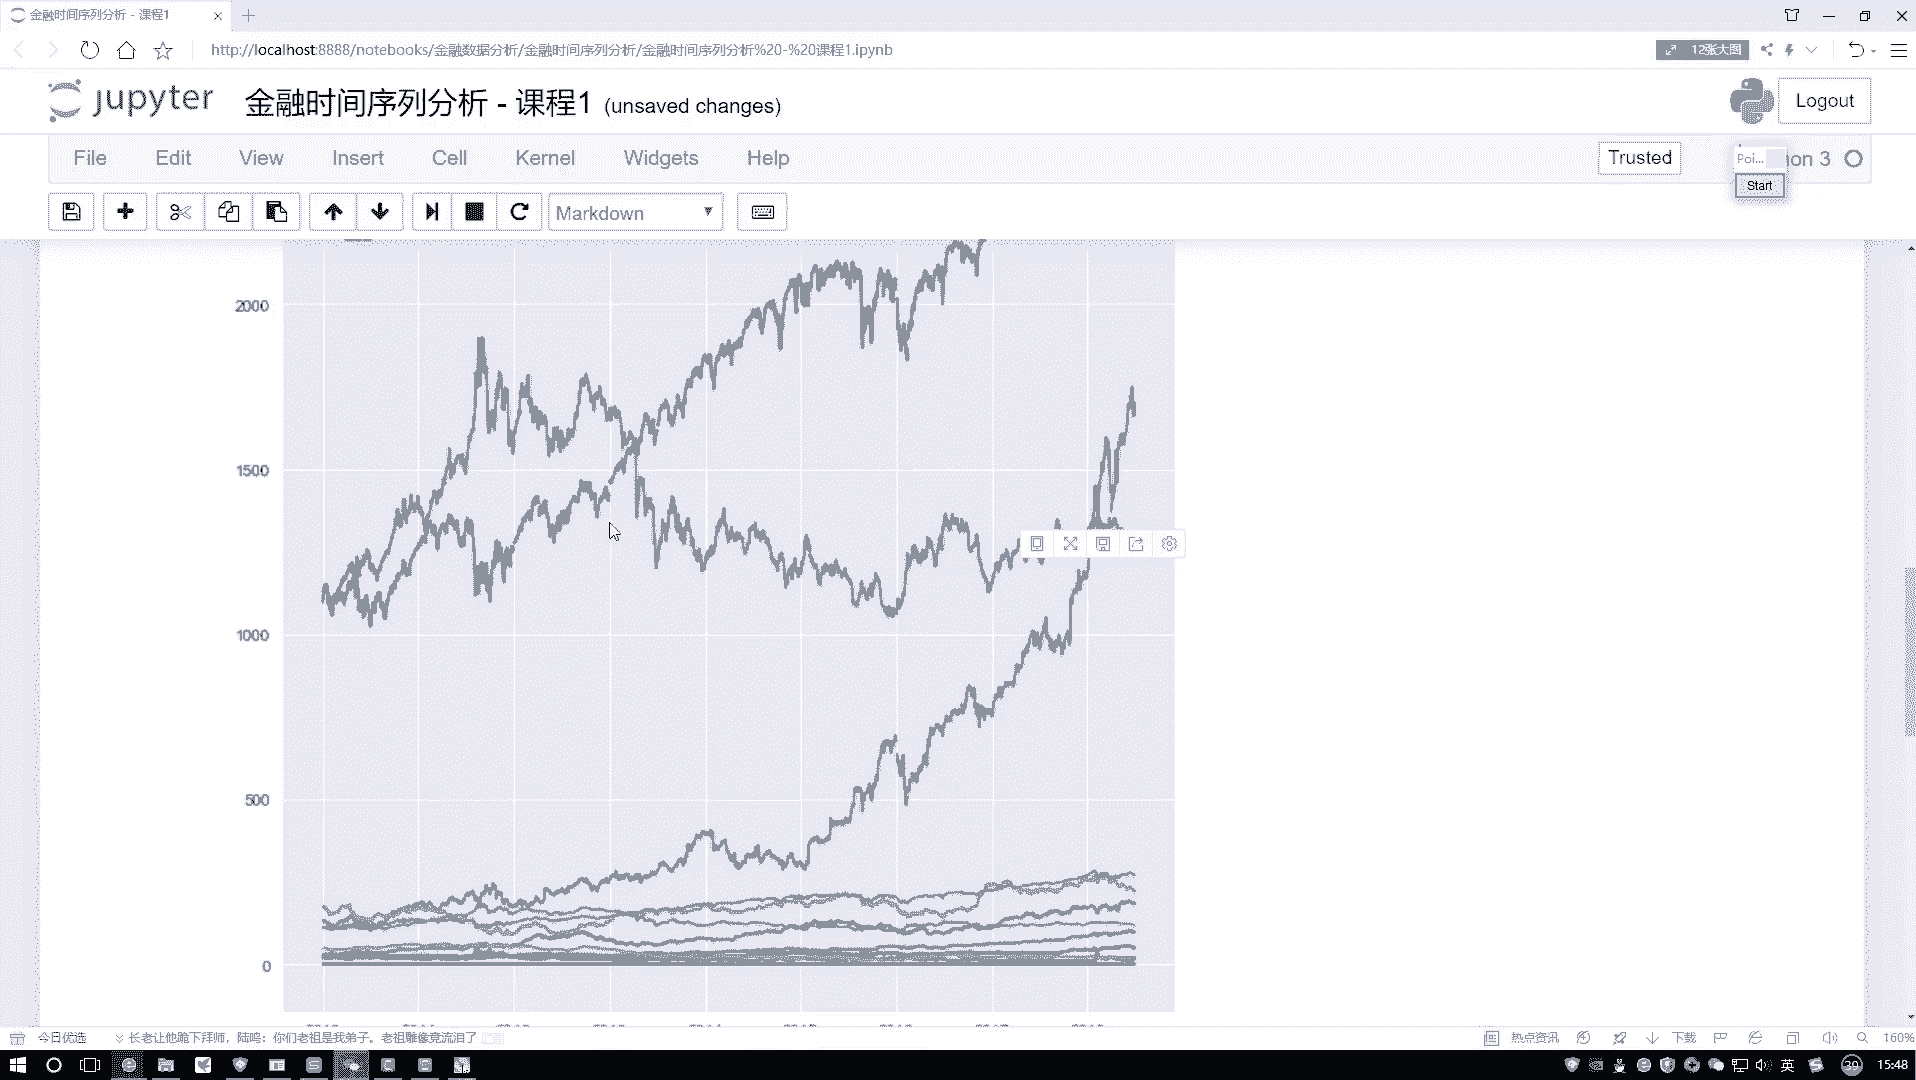 金融时间序列分析 - 课程1
http://localhost:8888/notebooks/金融数据分析/金融时间序列分析/金融时间序列分析%20-%20课程1.ipynb
12张大图
jupyter 金融时间序列分析 - 课程1 (unsaved changes)
Logout
File Edit View Insert Cell Kernel Widgets Help
Trusted
Poi... on 3
Start
Markdown
2000
1500
1000
500
0
今日优选 长老让他跪下拜师，陆鸣：你们老祖是我弟子。老祖雕像竟流泪了
热点资讯 下载 160%
英 39 15:48